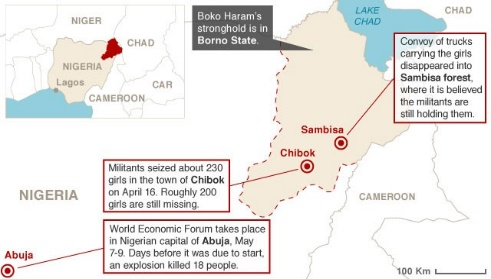 NIGER
CHAD
NIGERIA
Lagos
CAMEROON
CAR
Boko Haram's
stronghold is in
Borno State.
LAKE
CHAD
CHAD
Convoy of trucks
carrying the girls
disappeared into
Sambisa forest,
where it is believed
the militants are
still holding them.
Sambisa
Chibok
Militants seized about 230
girls in the town of Chibok
on April 16. Roughly 200
girls are still missing.
CAMEROON
NIGERIA
World Economic Forum takes place
in Nigerian capital of Abuja, May
7-9. Days before it was due to start,
an explosion killed 18 people.
Abuja
100 Km